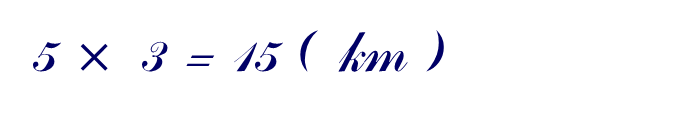 5 × 3 = 15 ( km )